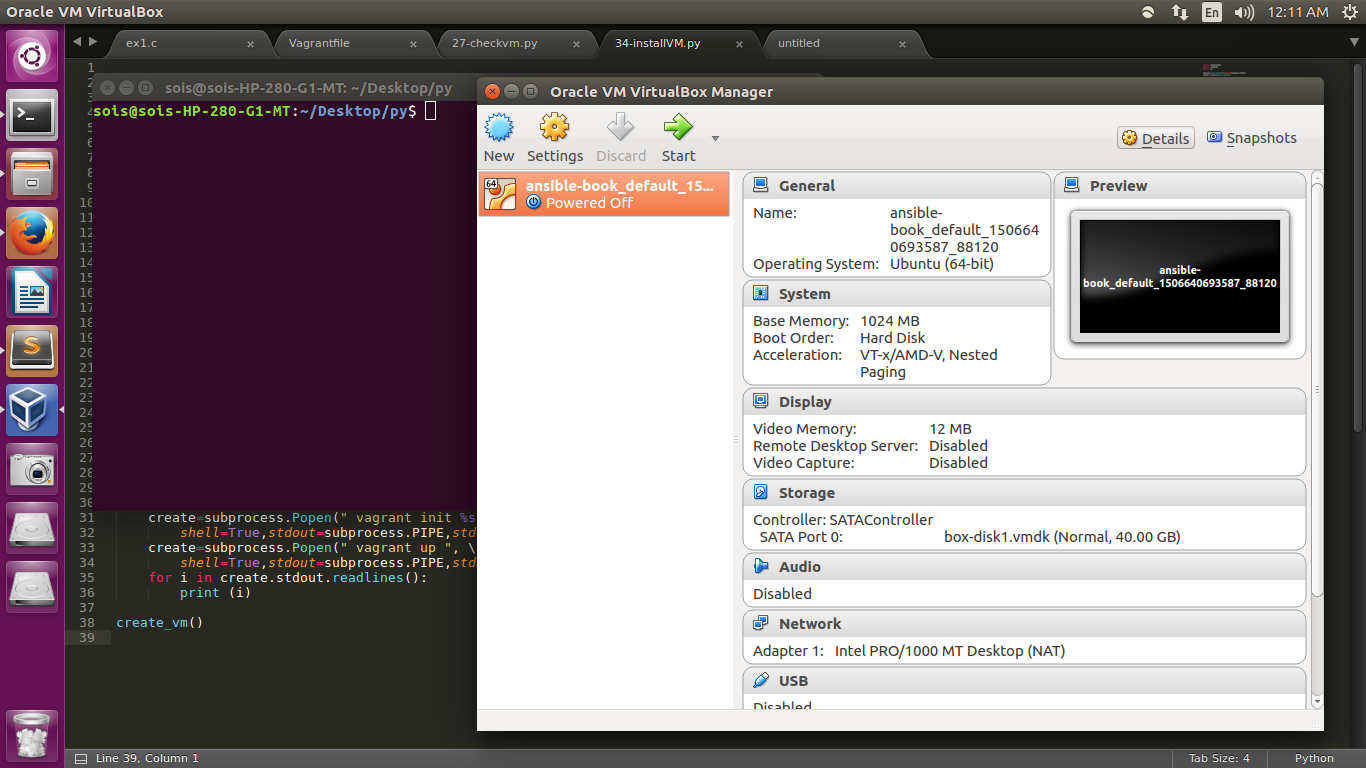 Oracle VM VirtualBox
En
12:11 AM
ex1.c
Vagrantfile
27-checkvm.py
34-installVM.py
untitled
sois@sois-HP-280-G1-MT: ~/Desktop/py
sois@sois-HP-280-G1-MT:~/Desktop/py$
Oracle VM VirtualBox Manager
New
Settings
Discard
Start
Details
Snapshots
64
ansible-book_default_15...
Powered Off
General
Name:
ansible-
book_default_150664
0693587_88120
Operating System: Ubuntu (64-bit)
System
Base Memory: 1024 MB
Boot Order: Hard Disk
Acceleration: VT-x/AMD-V, Nested
Paging
Preview
ansible-
book_default_1506640693587_88120
Display
Video Memory: 12 MB
Remote Desktop Server: Disabled
Video Capture: Disabled
Storage
Controller: SATAController
SATA Port 0: box-disk1.vmdk (Normal, 40.00 GB)
Audio
Disabled
Network
Adapter 1: Intel PRO/1000 MT Desktop (NAT)
USB
Disabled
1
2
3
4
5
6
7
8
9
10
11
12
13
14
15
16
17
18
19
20
21
22
23
24
25
26
27
28
29
30
31 create=subprocess.Popen(" vagrant init %s
32 shell=True,stdout=subprocess.PIPE,std
33 create=subprocess.Popen(" vagrant up ", \
34 shell=True,stdout=subprocess.PIPE,std
35 for i in create.stdout.readlines():
36 print (i)
37
38 create_vm()
39
Line 39, Column 1
Tab Size: 4
Python